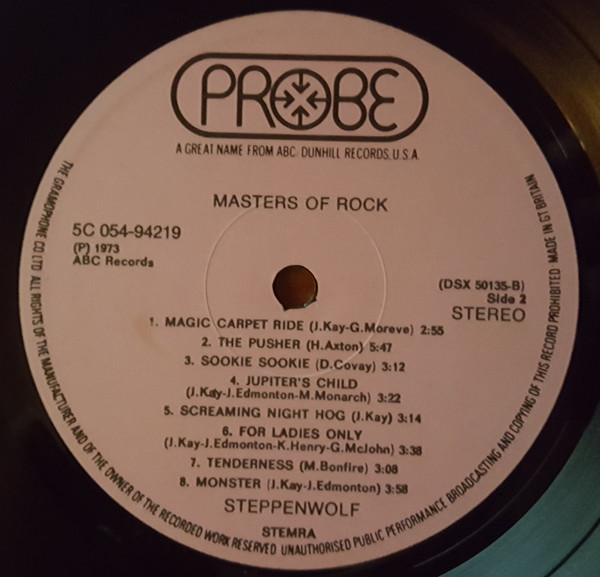 PROBE
A GREAT NAME FROM ABC/DUNHILL RECORDS, U.S.A.
MASTERS OF ROCK
5C 054-94219
(P) 1973
ABC Records
(DSX 50135-B)
Side 2
STEREO
1. MAGIC CARPET RIDE (J.Kay-G.Moreve) 2:55
2. THE PUSHER (H.Axton) 5:47
3. SOOKIE SOOKIE (D.Covay) 3:12
4. JUPITER'S CHILD
(J.Kay-J.Edmonton-M.Monarch) 3:22
5. SCREAMING NIGHT HOG (J.Kay) 3:14
6. FOR LADIES ONLY
(J.Kay-J.Edmonton-K.Henry-G.McJohn) 3:38
7. TENDERNESS (M.Bonfire) 3:08
8. MONSTER (J.Kay-J.Edmonton) 3:58
STEPPENWOLF
STEMRA
THE GRAMOPHONE CO LTD ALL RIGHTS OF THE MANUFACTURER AND OF THE OWNER OF THE RECORDED WORK RESERVED UNAUTHORISED PUBLIC PERFORMANCE BROADCASTING AND COPYING OF THIS RECORD PROHIBITED MADE IN GT BRITAIN